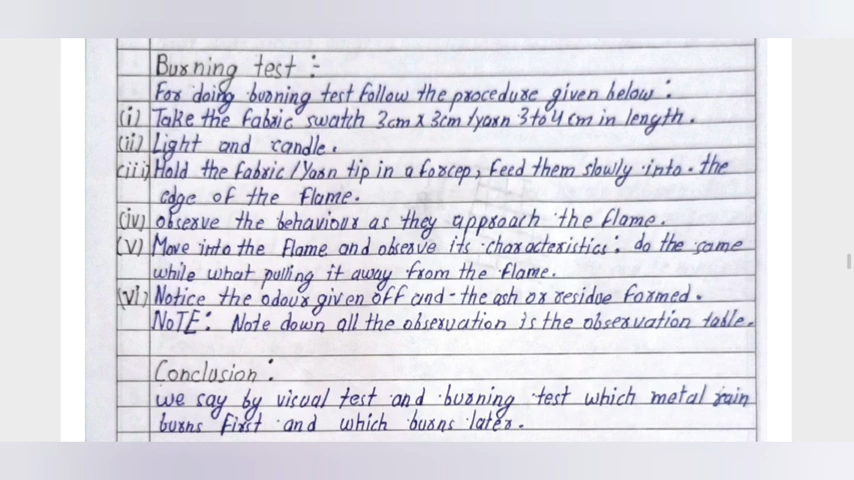 Burning test :-
For doing burning test follow the procedure given below :
(i) Take the fabric swatch 3cm x 3cm /yarn 3 to 4 cm in length.
(ii) Light and candle.
(iii) Hold the fabric/Yarn tip in a forcep, feed them slowly into the
edge of the flame.
(iv) observe the behaviour as they approach the flame.
(v) Move into the flame and observe its characteristics: do the same
while what pulling it away from the flame.
(vi) Notice the odour given off and the ash or residue formed.
NOTE: Note down all the observation is the observation table.
Conclusion :
we say by visual test and burning test which metal rain
burns first and which burns later.